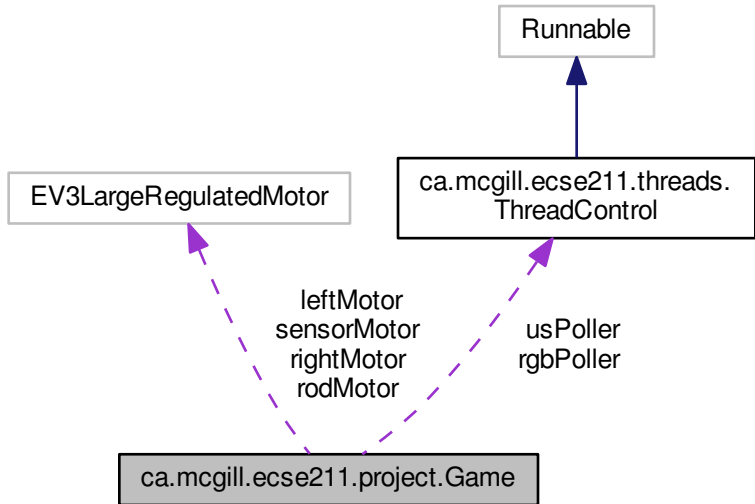 Runnable
ca.mcgill.ecse211.threads.
ThreadControl
EV3LargeRegulatedMotor
leftMotor
sensorMotor
rightMotor
rodMotor
usPoller
rgbPoller
ca.mcgill.ecse211.project.Game